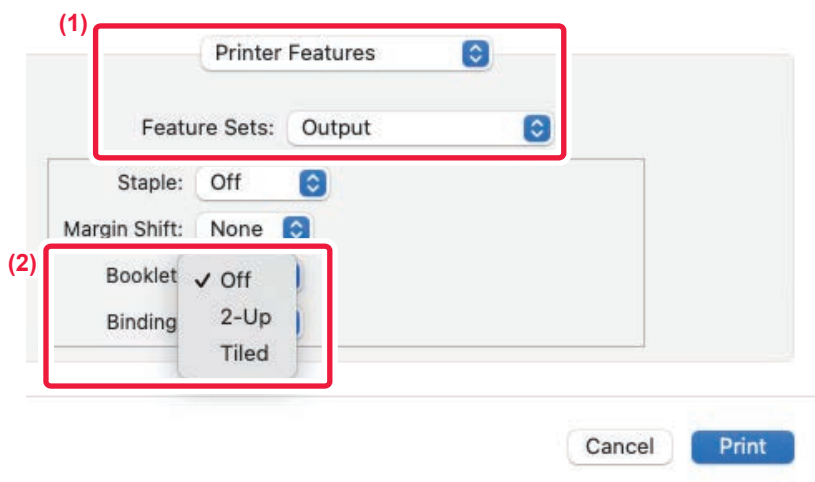 (1)
Printer Features
Feature Sets: Output
Staple: Off
Margin Shift: None
(2)
Booklet ✓ Off
2-Up
Binding
Tiled
Cancel Print